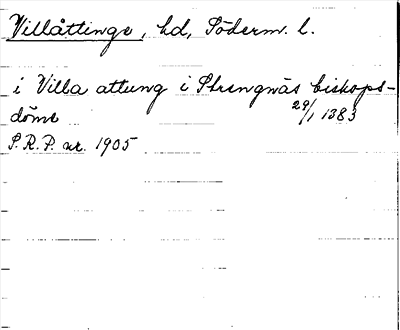 Villåttinge, hd, Söderm. l.
i Villa attung i Strengnäs biskops-
döme 29/1 1383
S.R.P. nr. 1905